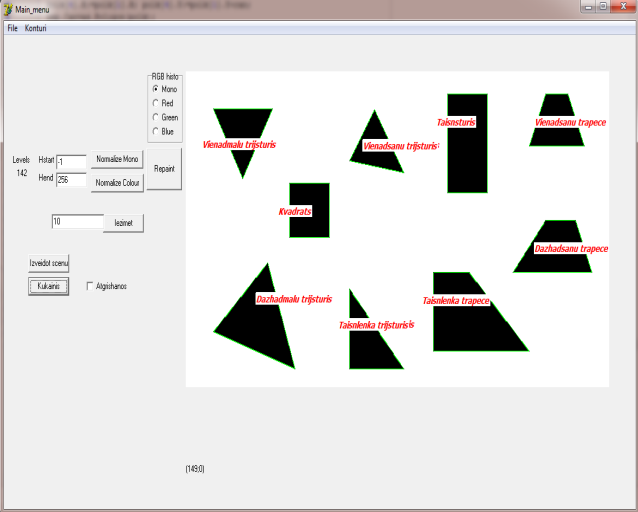 Main_menu
File Konturi
RGB histo
Mono
Red
Green
Blue
Levels
142
Hstart -1
Hend 256
Normalize Mono
Normalize Colour
Repaint
10
Iezimet
Izveidot scenu
Kukainis
Atgrishanos
Vienadmalu trijsturis
Vienadsanu trijsturis
Taisnsturis
Vienadsanu trapece
Kvadrats
Dazhadsanu trapece
Dazhadmalu trijsturis
Taisnlenka trijsturis
Taisnlenka trapece
(149;0)